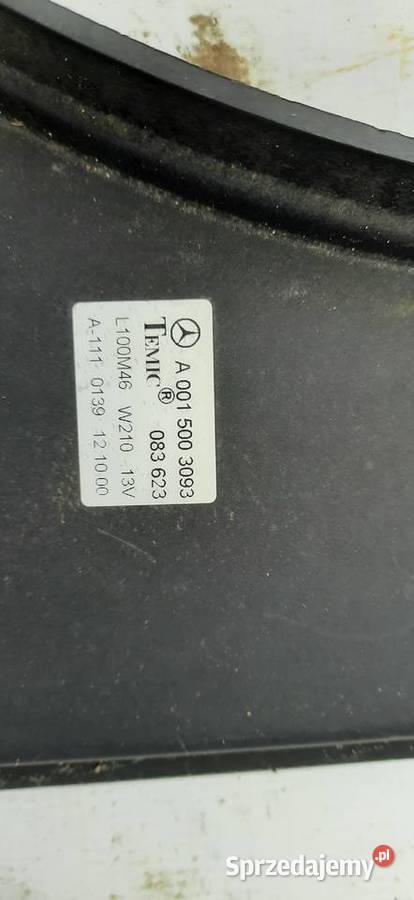 A 001 500 3093
TEMIC® 083 623
L100M46 W210 -13V
A-111 0139 12.10.00
Sprzedajemy.pl